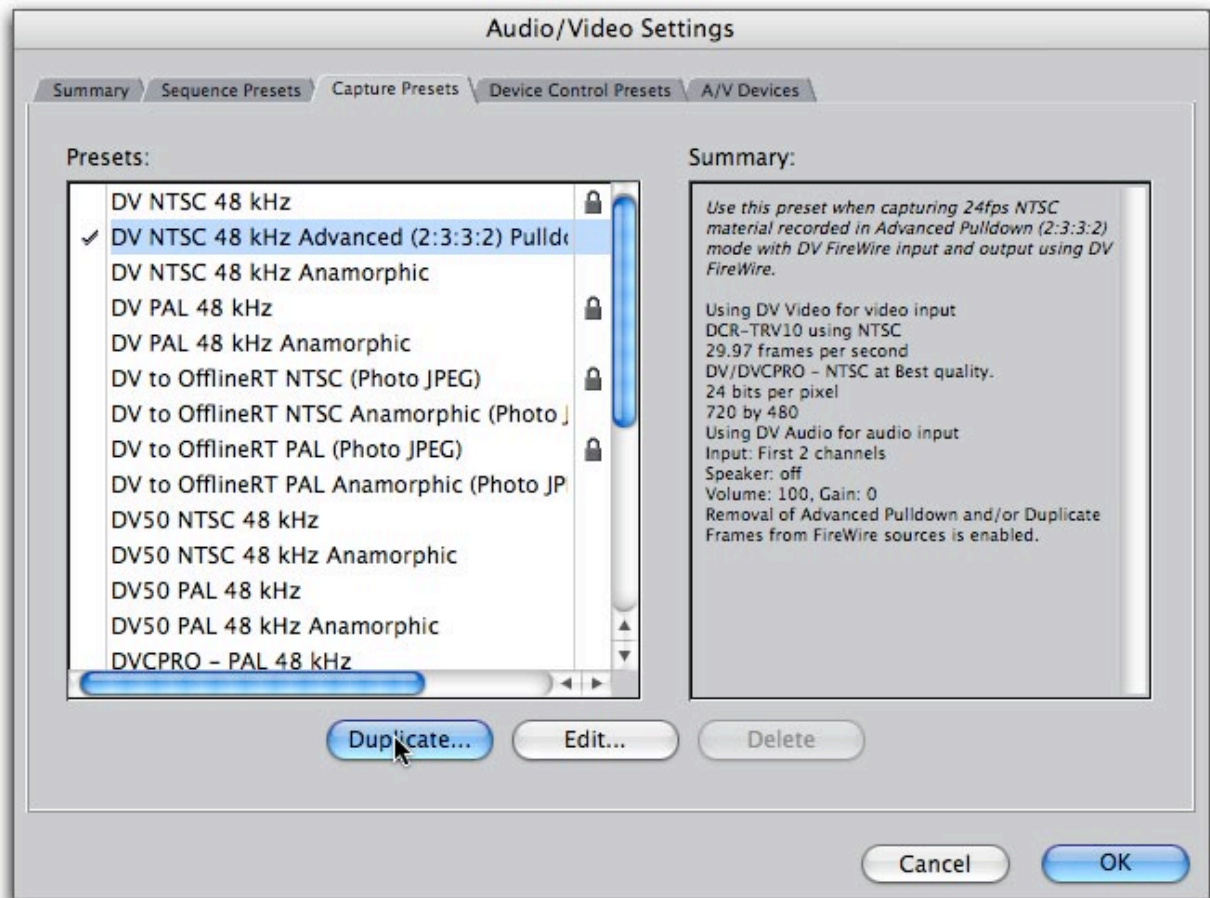 Audio/Video Settings
Summary
Sequence Presets
Capture Presets
Device Control Presets
A/V Devices
Presets:
DV NTSC 48 kHz
DV NTSC 48 kHz Advanced (2:3:3:2) Pulldo
DV NTSC 48 kHz Anamorphic
DV PAL 48 kHz
DV PAL 48 kHz Anamorphic
DV to OfflineRT NTSC (Photo JPEG)
DV to OfflineRT NTSC Anamorphic (Photo J
DV to OfflineRT PAL (Photo JPEG)
DV to OfflineRT PAL Anamorphic (Photo JP
DV50 NTSC 48 kHz
DV50 NTSC 48 kHz Anamorphic
DV50 PAL 48 kHz
DV50 PAL 48 kHz Anamorphic
DVCPRO - PAL 48 kHz
Summary:
Use this preset when capturing 24fps NTSC
material recorded in Advanced Pulldown (2:3:3:2)
mode with DV FireWire input and output using DV
FireWire.
Using DV Video for video input
DCR-TRV10 using NTSC
29.97 frames per second
DV/DVCPRO - NTSC at Best quality.
24 bits per pixel
720 by 480
Using DV Audio for audio input
Input: First 2 channels
Speaker: off
Volume: 100, Gain: 0
Removal of Advanced Pulldown and/or Duplicate
Frames from FireWire sources is enabled.
Duplicate...
Edit...
Delete
Cancel
OK